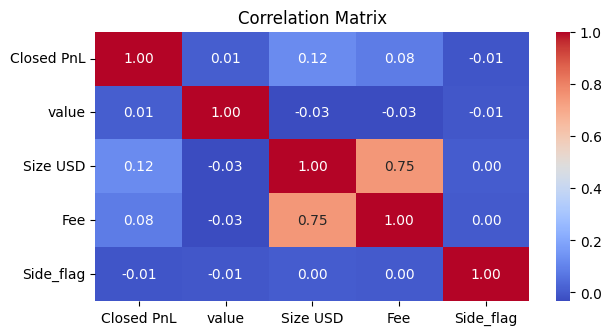 Correlation Matrix
Closed PnL 1.00 0.01 0.12 0.08 -0.01
value 0.01 1.00 -0.03 -0.03 -0.01
Size USD 0.12 -0.03 1.00 0.75 0.00
Fee 0.08 -0.03 0.75 1.00 0.00
Side_flag -0.01 -0.01 0.00 0.00 1.00
Closed PnL value Size USD Fee Side_flag
1.0
0.8
0.6
0.4
0.2
0.0